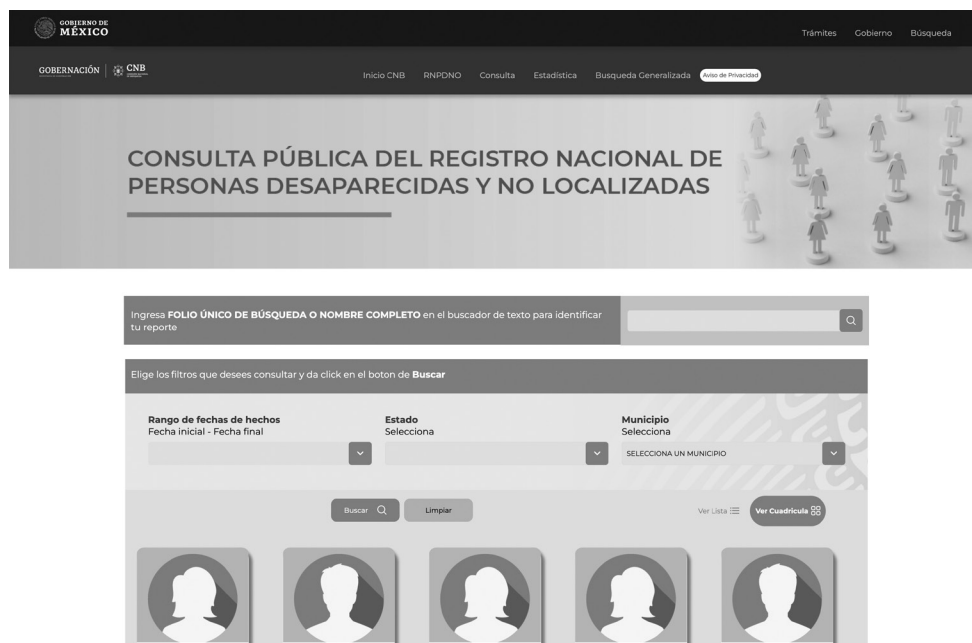 GOBIERNO DE
MÉXICO
Trámites Gobierno Búsqueda
GOBERNACIÓN CNB
Inicio CNB RNPDNO Consulta Estadística Busqueda Generalizada Aviso de Privacidad
CONSULTA PÚBLICA DEL REGISTRO NACIONAL DE
PERSONAS DESAPARECIDAS Y NO LOCALIZADAS
Ingresa FOLIO ÚNICO DE BÚSQUEDA O NOMBRE COMPLETO en el buscador de texto para identificar
tu reporte
Elige los filtros que desees consultar y da click en el boton de Buscar
Rango de fechas de hechos Estado Municipio
Fecha inicial - Fecha final Selecciona Selecciona
SELECCIONA UN MUNICIPIO
Buscar Limpiar Ver Lista Ver Cuadricula